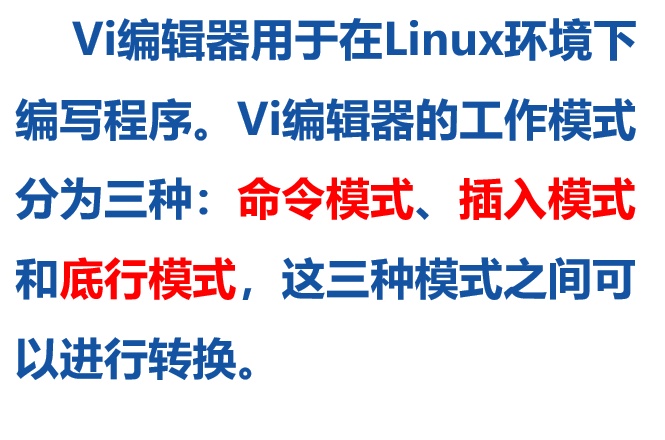 Vi编辑器用于在Linux环境下
编写程序。Vi编辑器的工作模式
分为三种：命令模式、插入模式
和底行模式，这三种模式之间可
以进行转换。